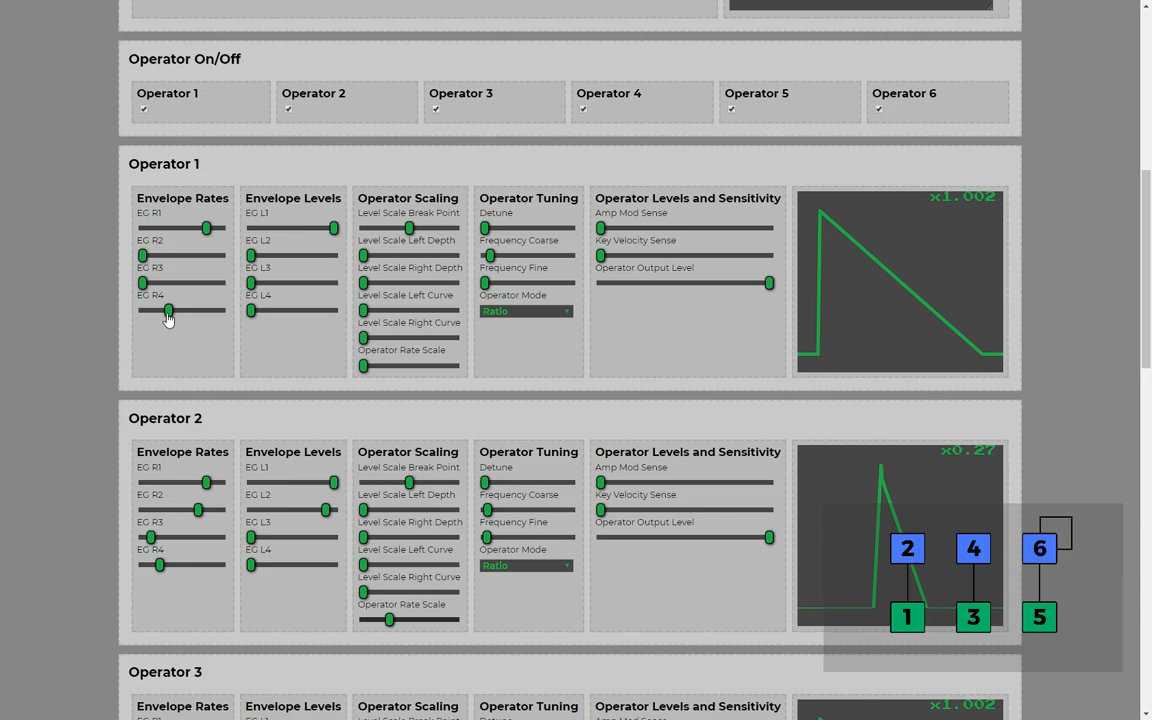 Operator On/Off
Operator 1
Operator 2
Operator 3
Operator 4
Operator 5
Operator 6
Operator 1
Envelope Rates
EG R1
EG R2
EG R3
EG R4
Envelope Levels
EG L1
EG L2
EG L3
EG L4
Operator Scaling
Level Scale Break Point
Level Scale Left Depth
Level Scale Right Depth
Level Scale Left Curve
Level Scale Right Curve
Operator Rate Scale
Operator Tuning
Detune
Frequency Coarse
Frequency Fine
Operator Mode
Ratio
Operator Levels and Sensitivity
Amp Mod Sense
Key Velocity Sense
Operator Output Level
x1.002
Operator 2
Envelope Rates
EG R1
EG R2
EG R3
EG R4
Envelope Levels
EG L1
EG L2
EG L3
EG L4
Operator Scaling
Level Scale Break Point
Level Scale Left Depth
Level Scale Right Depth
Level Scale Left Curve
Level Scale Right Curve
Operator Rate Scale
Operator Tuning
Detune
Frequency Coarse
Frequency Fine
Operator Mode
Ratio
Operator Levels and Sensitivity
Amp Mod Sense
Key Velocity Sense
Operator Output Level
x0.27
2 4 6
1 3 5
Operator 3
Envelope Rates
Envelope Levels
Operator Scaling
Operator Tuning
Operator Levels and Sensitivity
x1.002